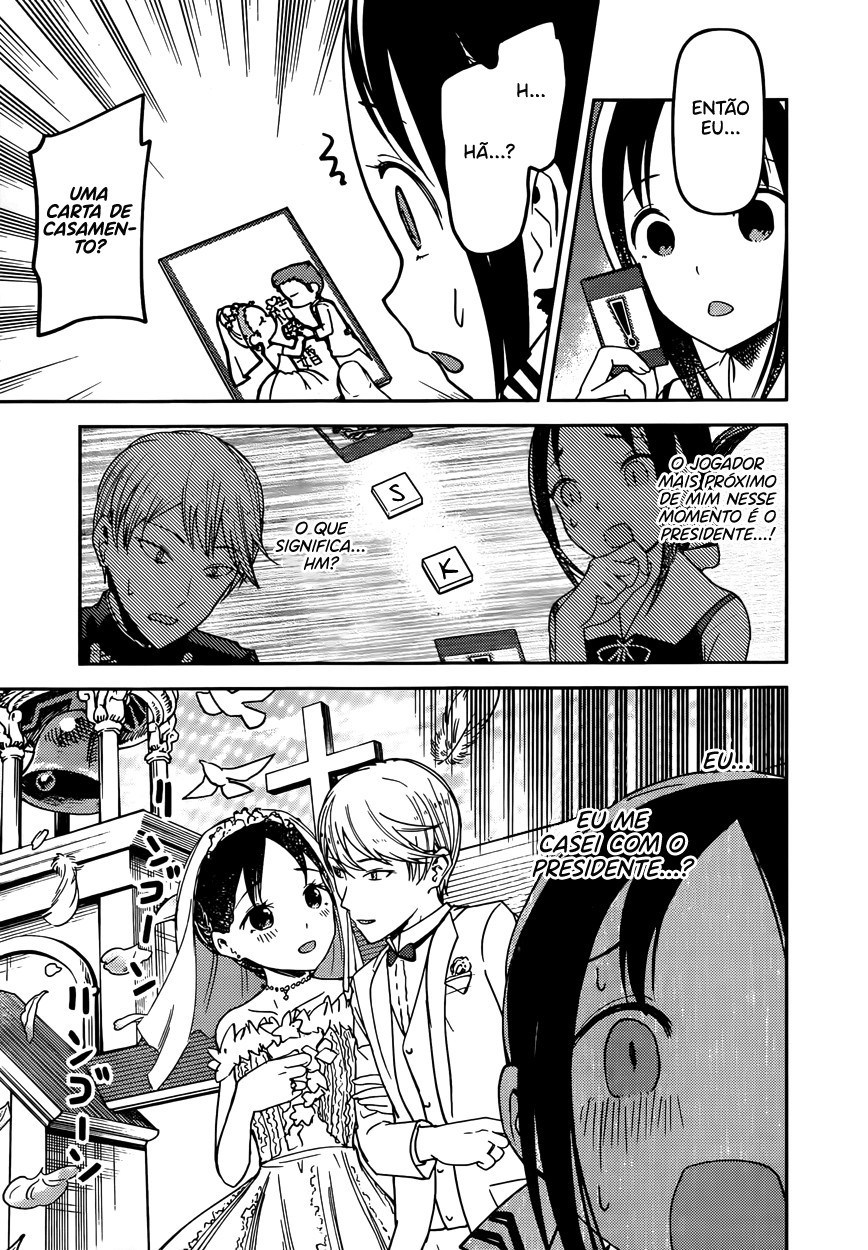 ENTÃO
EU...
H...
HÃ...?
UMA
CARTA DE
CASAMEN-
TO?
O JOGADOR
MAIS PRÓXIMO
DE MIM NESSE
MOMENTO É O
PRESIDENTE...!
S
K
O QUE
SIGNIFICA...
HM?
EU...
EU ME
CASEI COM O
PRESIDENTE...?
リンゴーン
リンゴーン